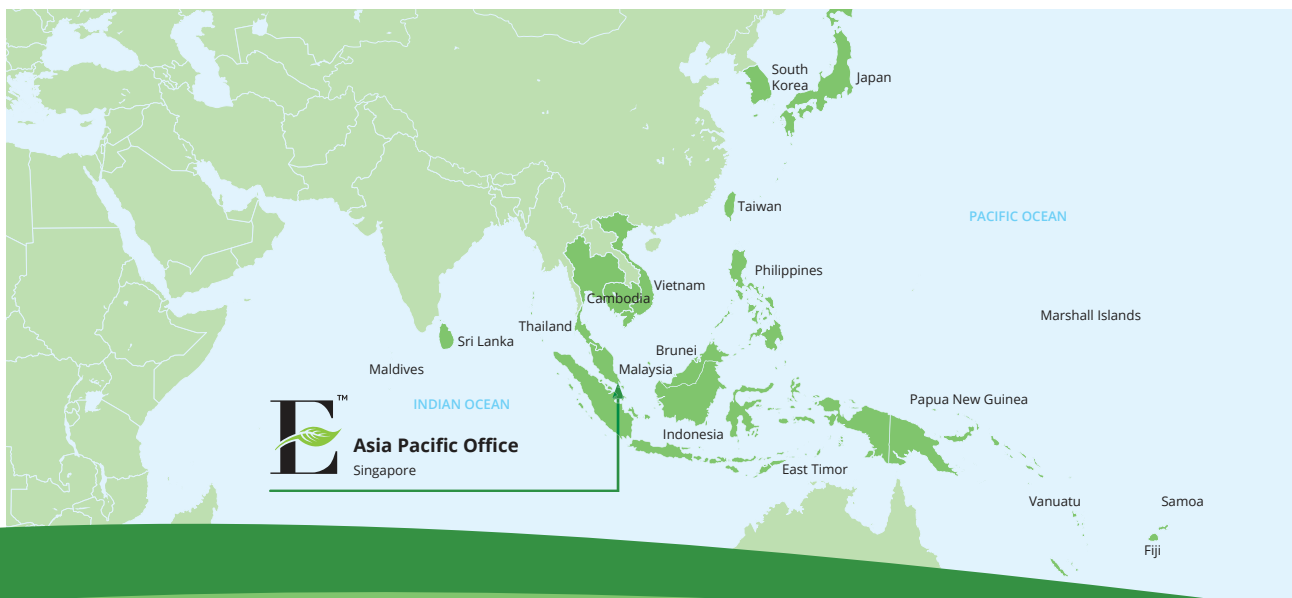 South
Korea
Japan
Taiwan
PACIFIC OCEAN
Philippines
Vietnam
Cambodia
Marshall Islands
Thailand
Sri Lanka
Brunei
Maldives
Malaysia
INDIAN OCEAN
Papua New Guinea
E™
Asia Pacific Office
Singapore
Indonesia
East Timor
Vanuatu
Samoa
Fiji